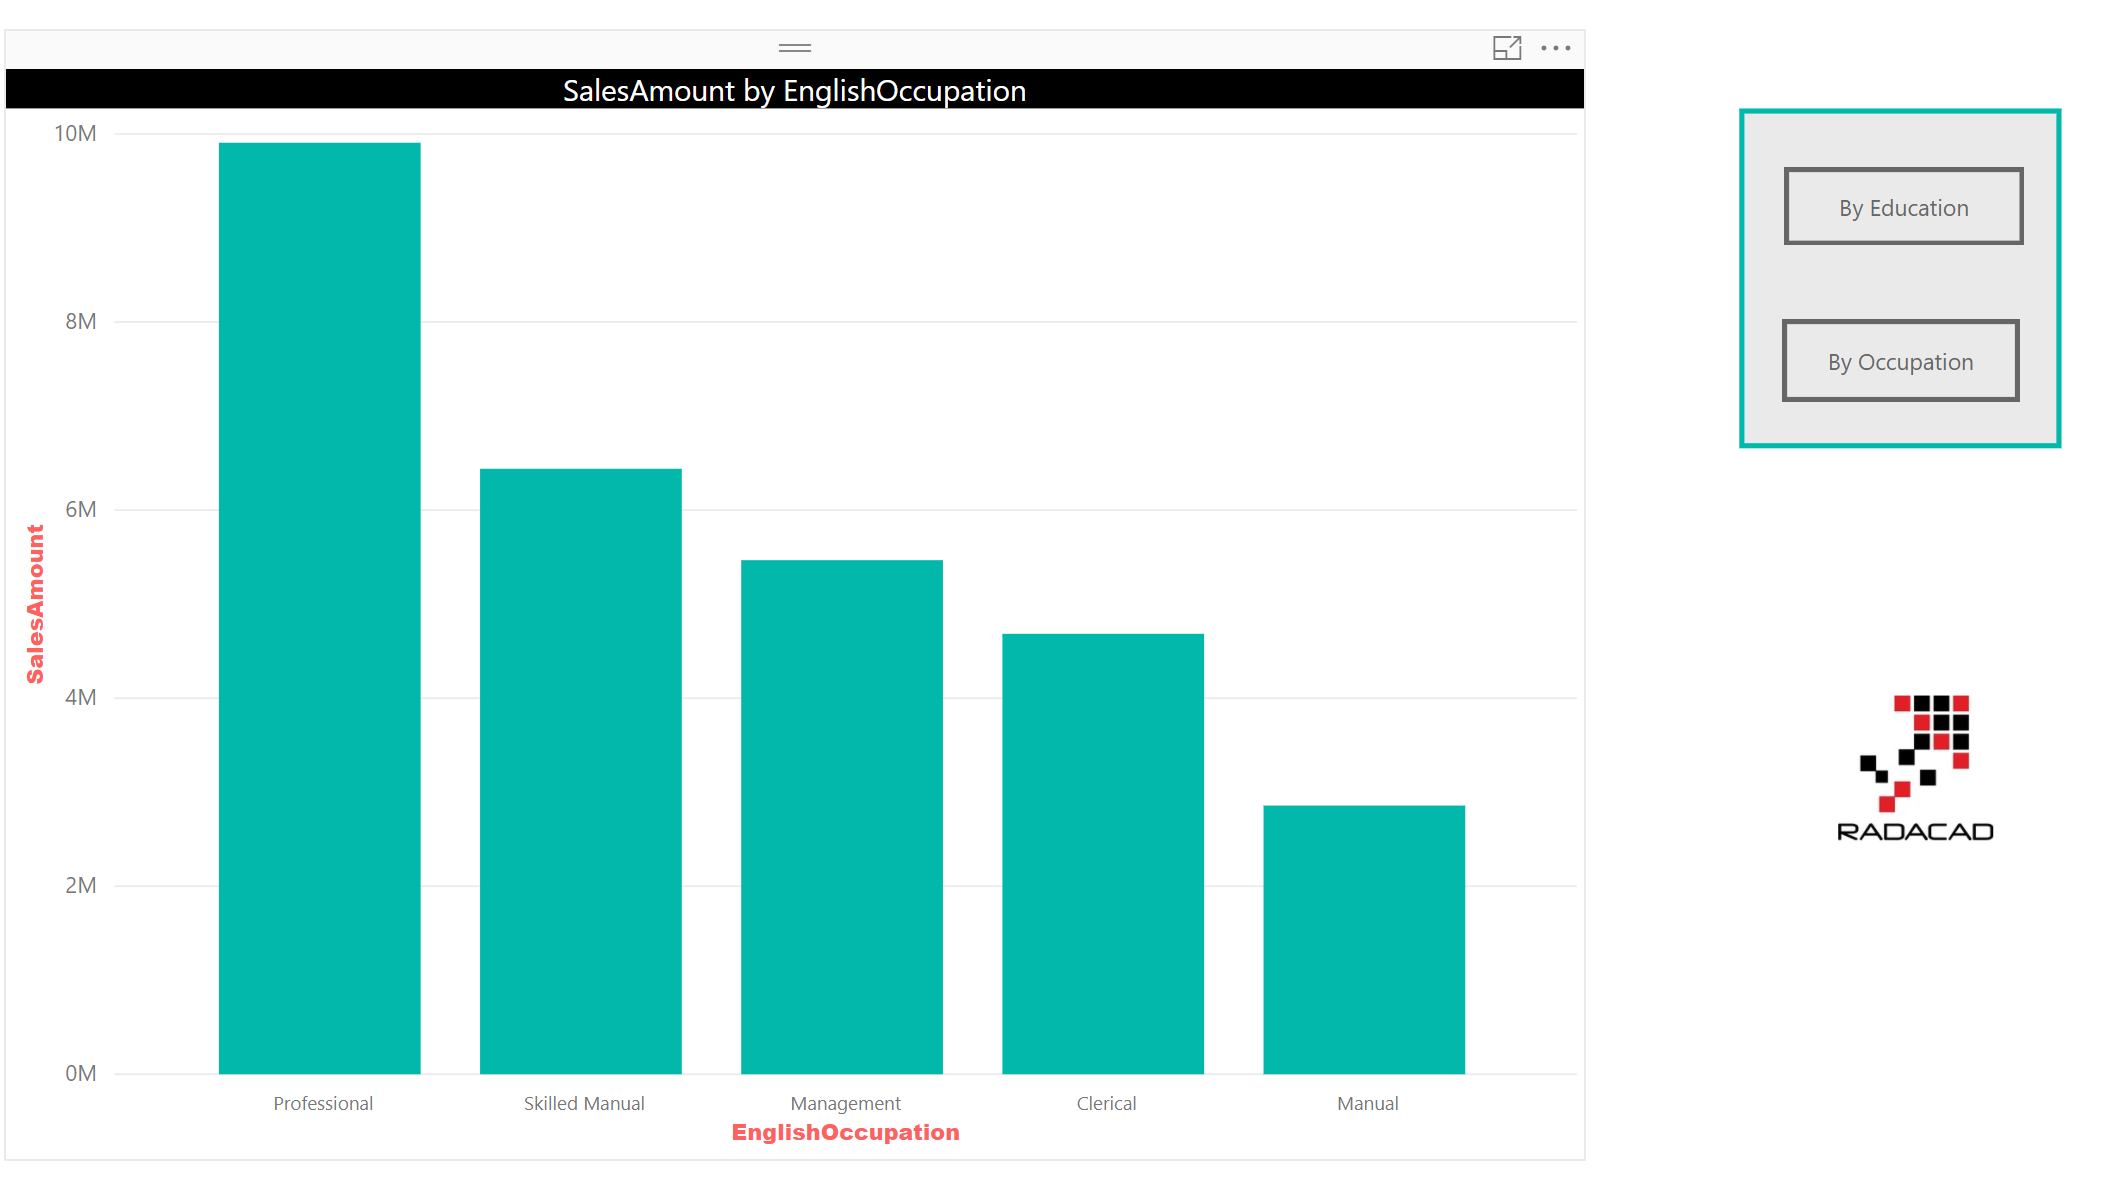 SalesAmount by EnglishOccupation
10M
8M
6M
4M
2M
0M
SalesAmount
Professional
Skilled Manual
Management
Clerical
Manual
EnglishOccupation
By Education
By Occupation
RADACAD